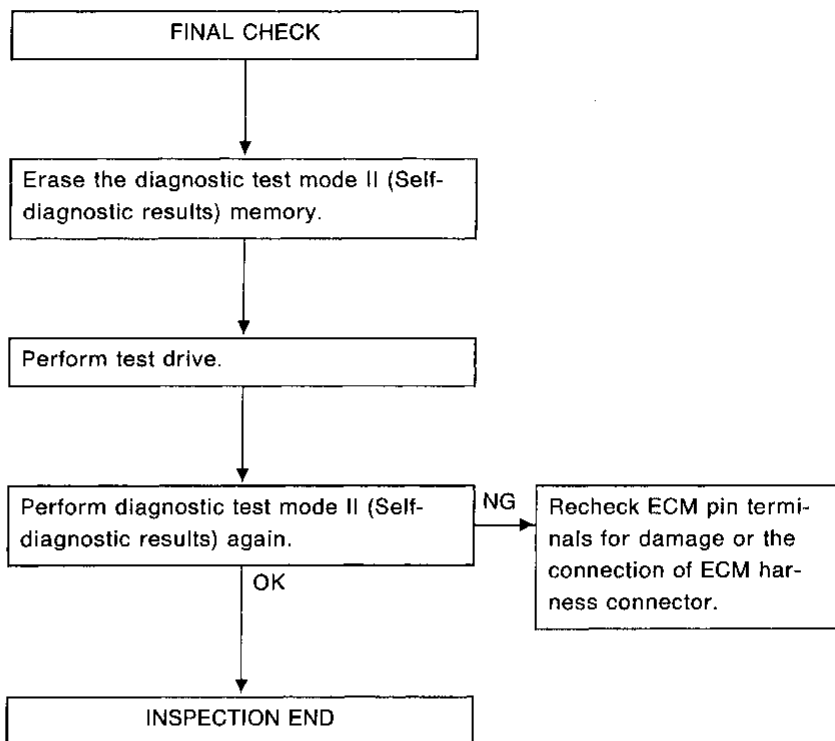 FINAL CHECK
Erase the diagnostic test mode II (Self-
diagnostic results) memory.
Perform test drive.
Perform diagnostic test mode II (Self-
diagnostic results) again.
NG
Recheck ECM pin termi-
nals for damage or the
connection of ECM har-
ness connector.
OK
INSPECTION END